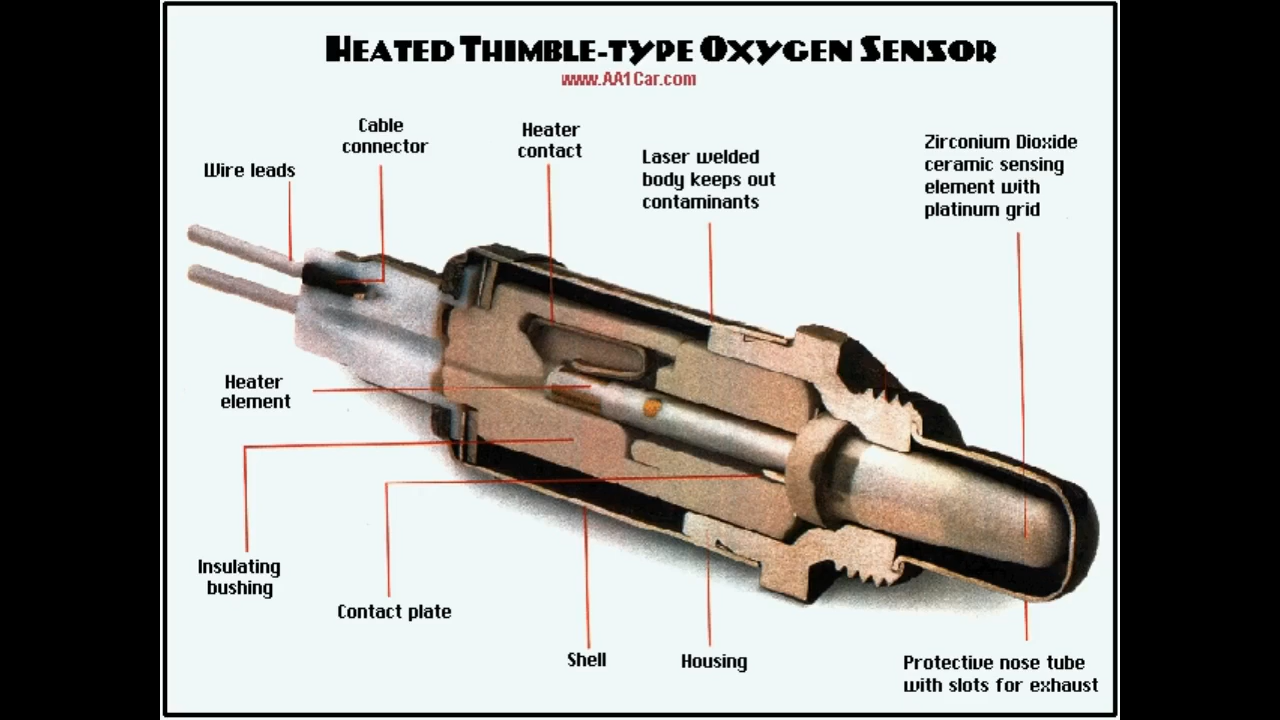 HEATED THIMBLE-TYPE OXYGEN SENSOR
www.AA1Car.com
Cable
connector
Heater
contact
Wire leads
Laser welded
body keeps out
contaminants
Zirconium Dioxide
ceramic sensing
element with
platinum grid
Heater
element
Insulating
bushing
Contact plate
Shell
Housing
Protective nose tube
with slots for exhaust